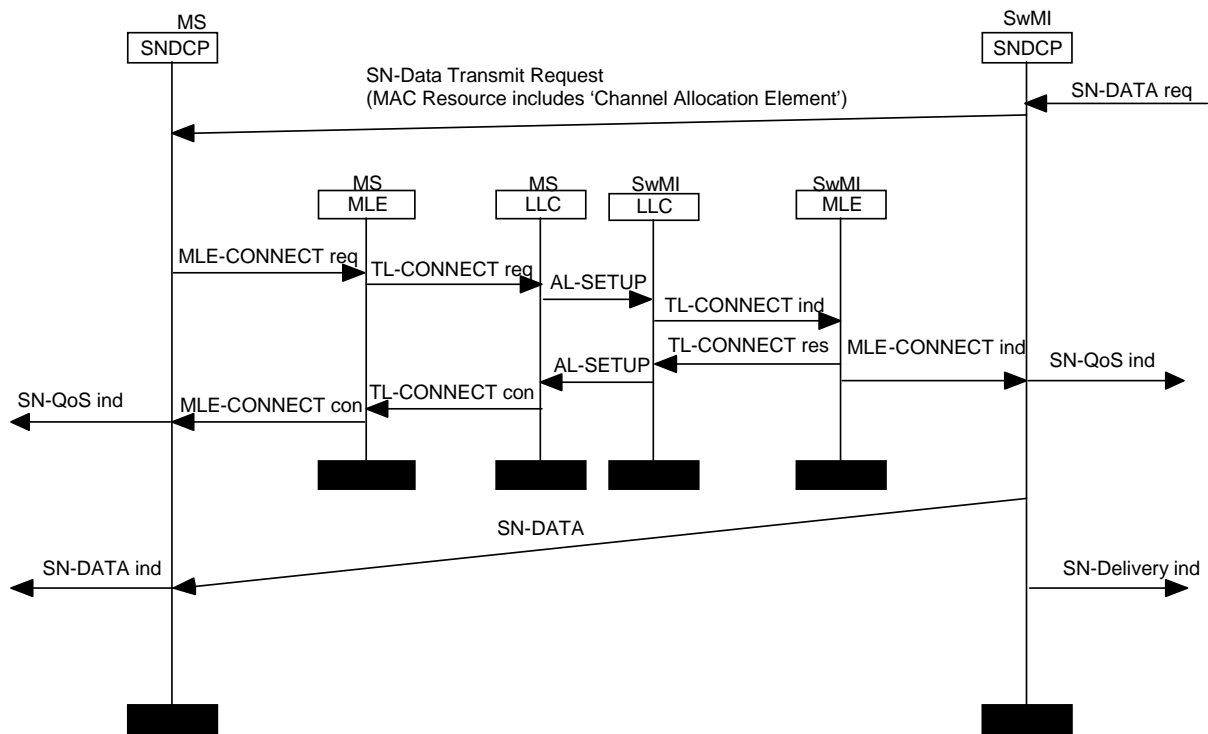 MS
SwMI
SNDCP
SNDCP
SN-Data Transmit Request
(MAC Resource includes ‘Channel Allocation Element’)
SN-DATA req
MS
MS
SwMI
SwMI
MLE
LLC
LLC
MLE
MLE-CONNECT req
TL-CONNECT req
AL-SETUP
TL-CONNECT ind
TL-CONNECT res
MLE-CONNECT ind
AL-SETUP
SN-QoS ind
TL-CONNECT con
SN-QoS ind
MLE-CONNECT con
SN-DATA
SN-DATA ind
SN-Delivery ind